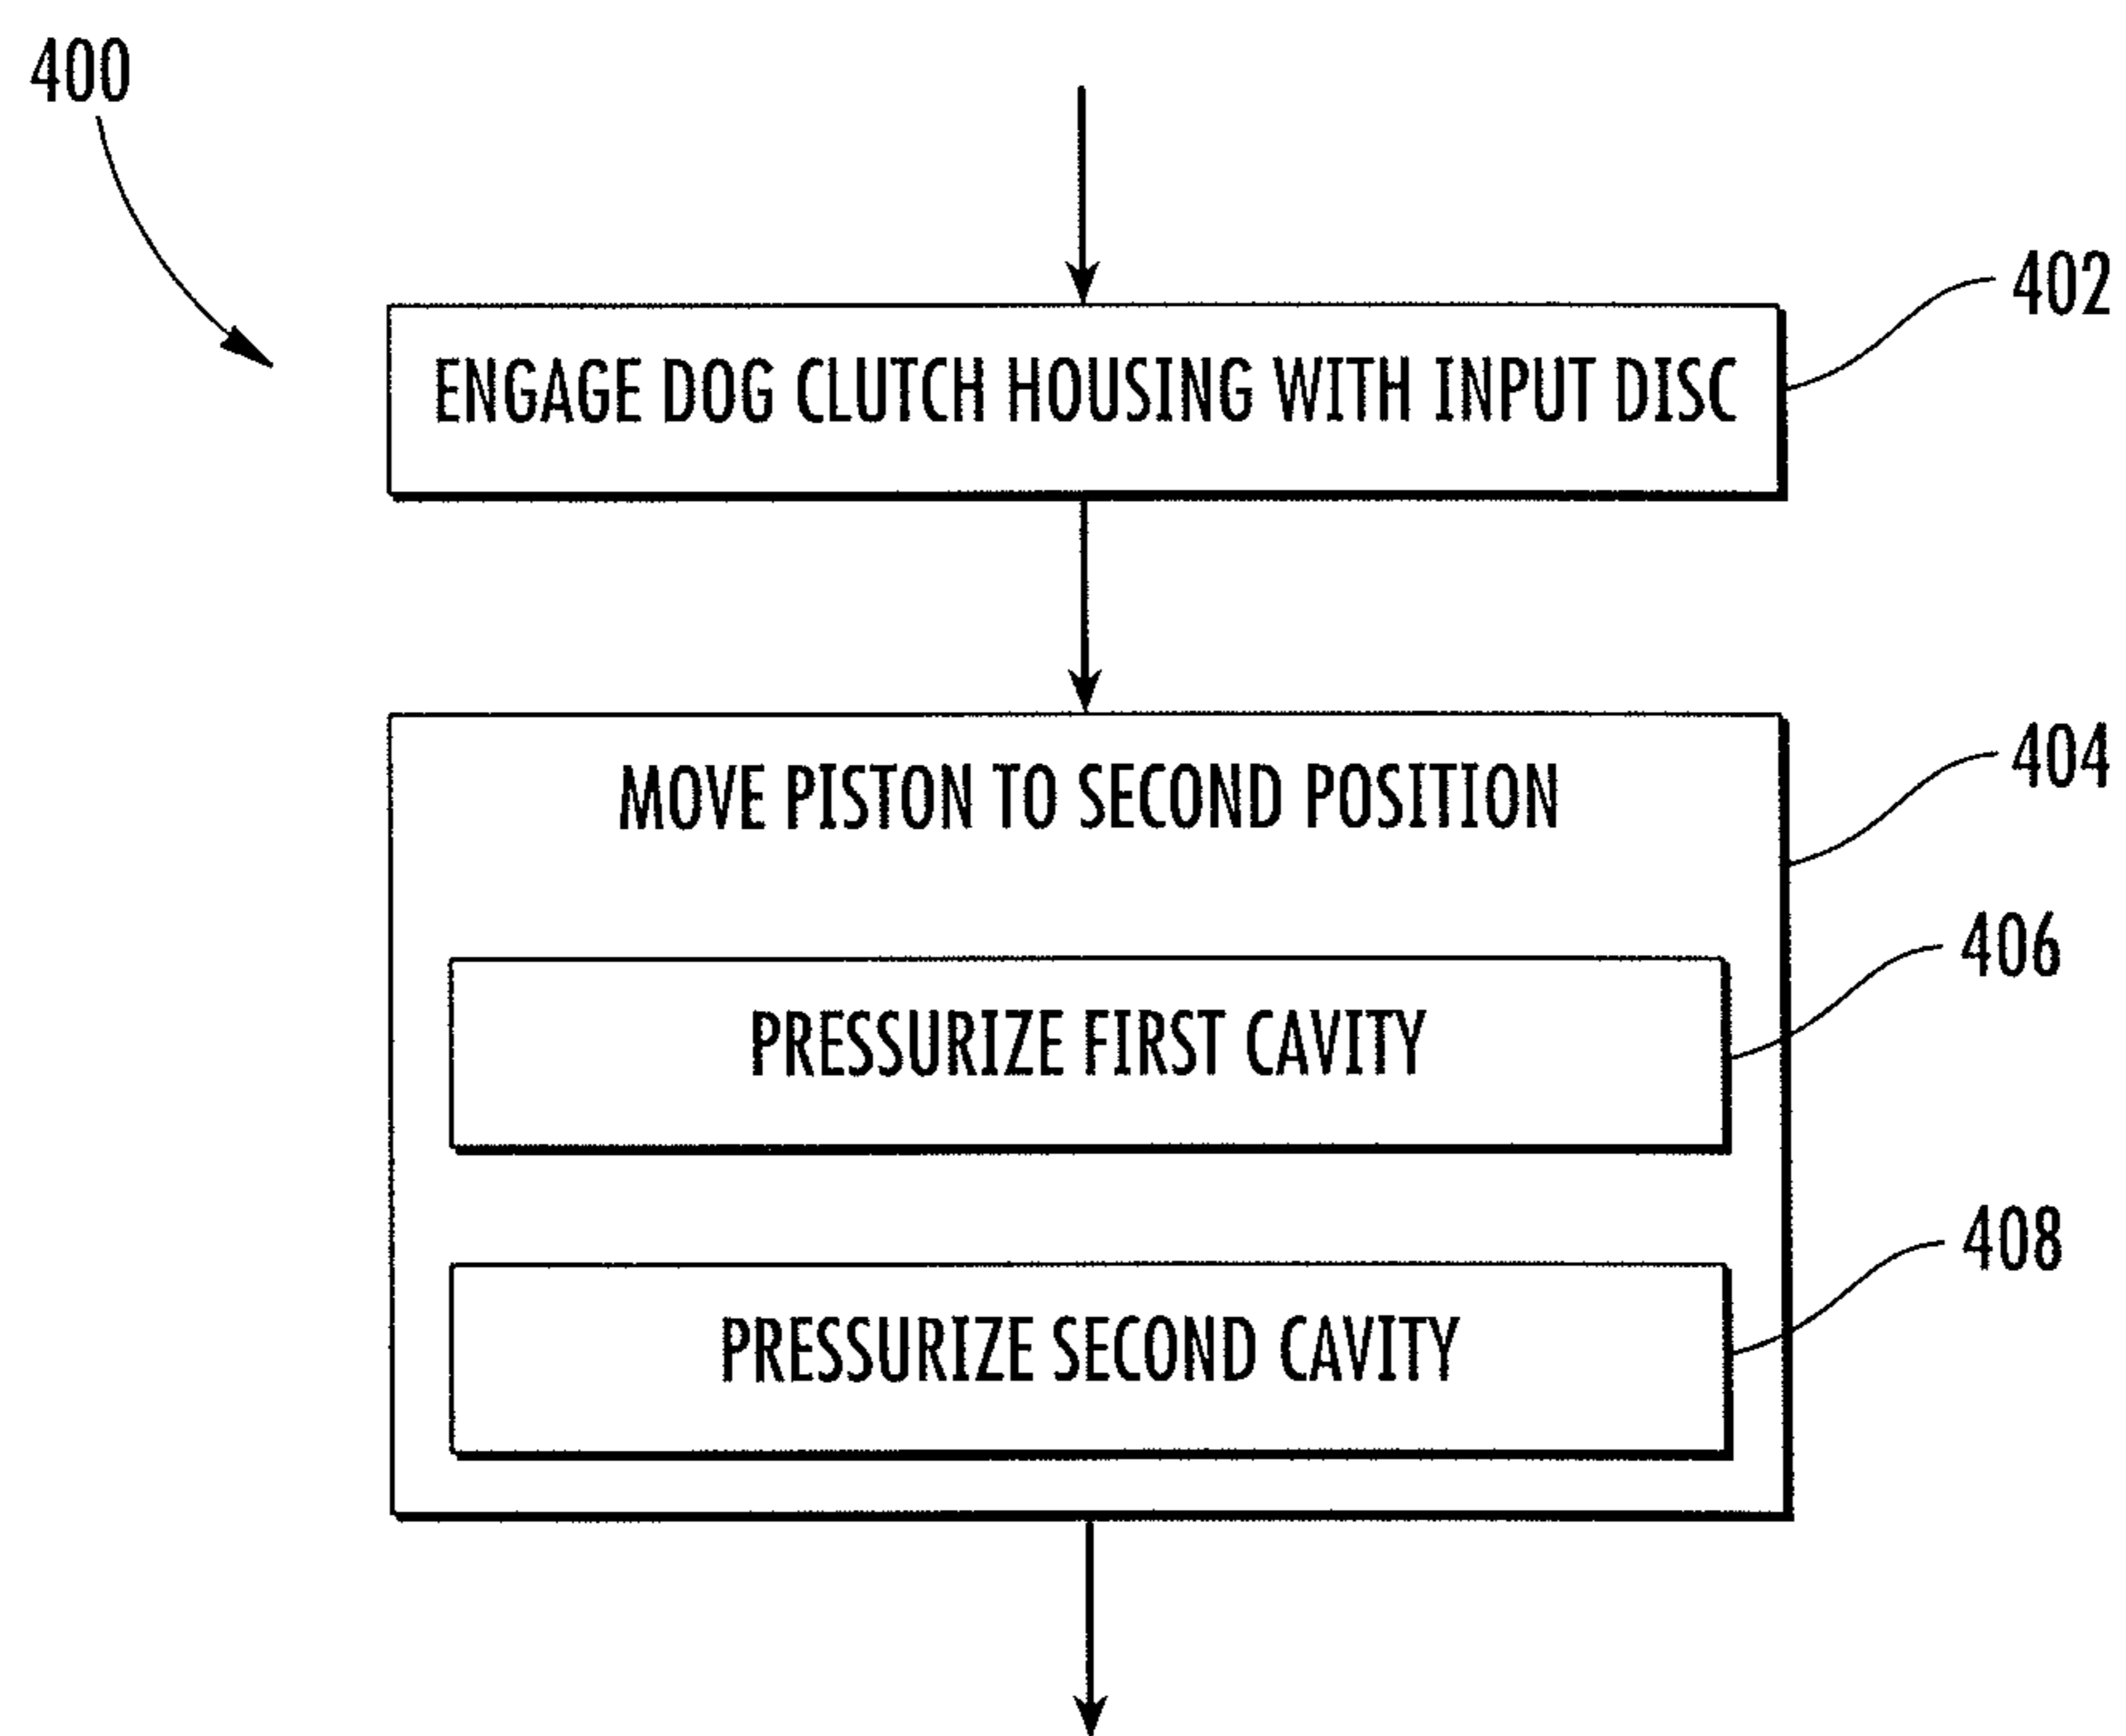 400
402
ENGAGE DOG CLUTCH HOUSING WITH INPUT DISC
MOVE PISTON TO SECOND POSITION
404
406
PRESSURIZE FIRST CAVITY
408
PRESSURIZE SECOND CAVITY